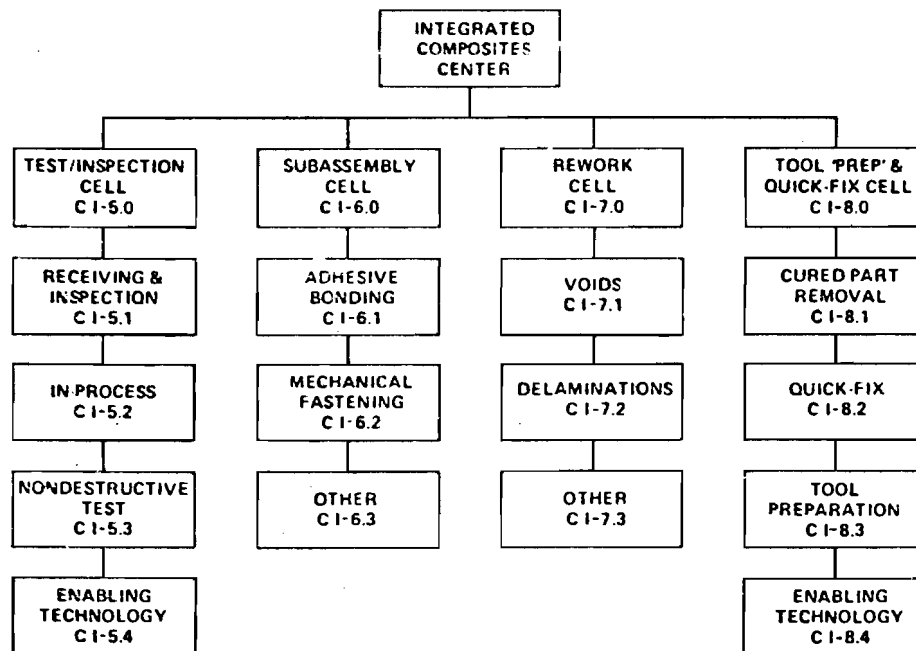 INTEGRATED
COMPOSITES
CENTER
TEST/INSPECTION
CELL
C I-5.0
SUBASSEMBLY
CELL
C I-6.0
REWORK
CELL
C I-7.0
TOOL 'PREP' &
QUICK-FIX CELL
C I-8.0
RECEIVING &
INSPECTION
C I-5.1
ADHESIVE
BONDING
C I-6.1
VOIDS
C I-7.1
CURED PART
REMOVAL
C I-8.1
IN-PROCESS
C I-5.2
MECHANICAL
FASTENING
C I-6.2
DELAMINATIONS
C I-7.2
QUICK-FIX
C I-8.2
NONDESTRUCTIVE
TEST
C I-5.3
OTHER
C I-6.3
OTHER
C I-7.3
TOOL
PREPARATION
C I-8.3
ENABLING
TECHNOLOGY
C I-5.4
ENABLING
TECHNOLOGY
C I-8.4